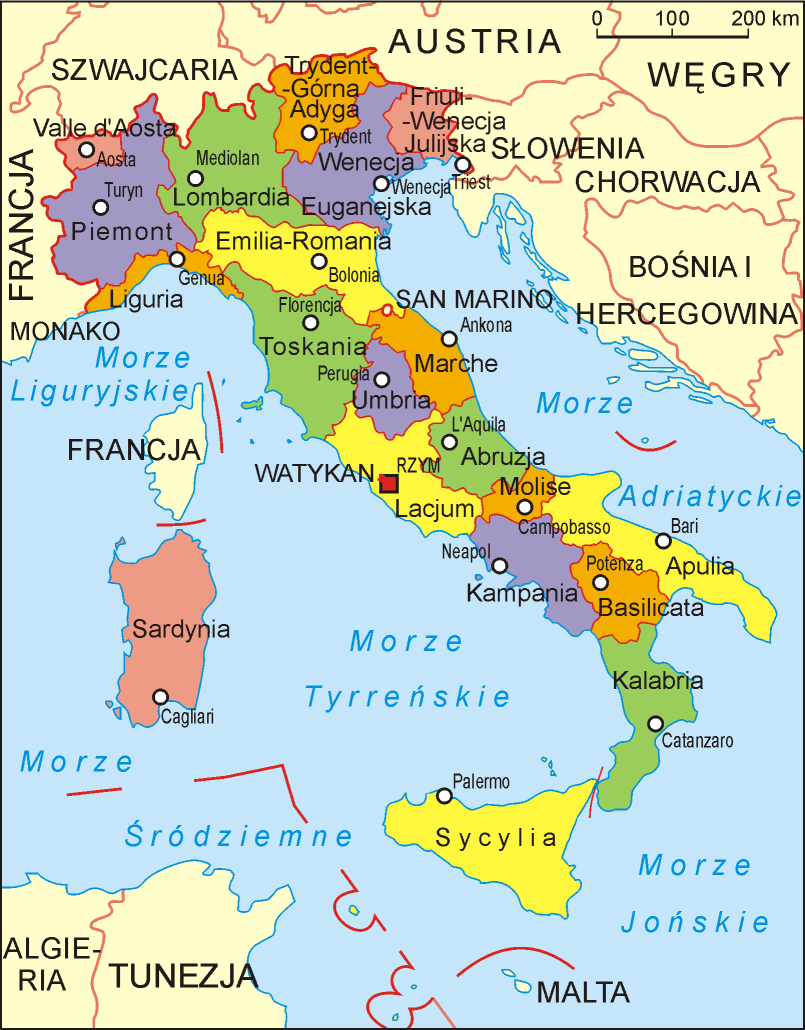 0 100 200 km
AUSTRIA
SZWAJCARIA
WĘGRY
Trydent-
-Górna
Adyga
Trydent
Friuli-
-Wenecja
Julijska
Valle d'Aosta
Aosta
Mediolan
Lombardia
Wenecja
Euganejska
Wenecja
Triest
SŁOWENIA
CHORWACJA
FRANCJA
Turyn
Piemont
Emilia-Romania
Bolonia
Genua
Liguria
BOŚNIA I
HERCEGOWINA
MONAKO
Florencja
Toskania
SAN MARINO
Ankona
Marche
Morze
Liguryjskie
Perugia
Umbria
Morze
Adriatyckie
FRANCJA
L'Aquila
Abruzja
WATYKAN
RZYM
Lacjum
Molise
Campobasso
Bari
Apulia
Neapol
Kampania
Potenza
Basilicata
Sardynia
Cagliari
Morze
Tyrreńskie
Kalabria
Catanzaro
Morze
Śródziemne
Palermo
Sycylia
Morze
Jońskie
ALGIE-
RIA
TUNEZJA
MALTA